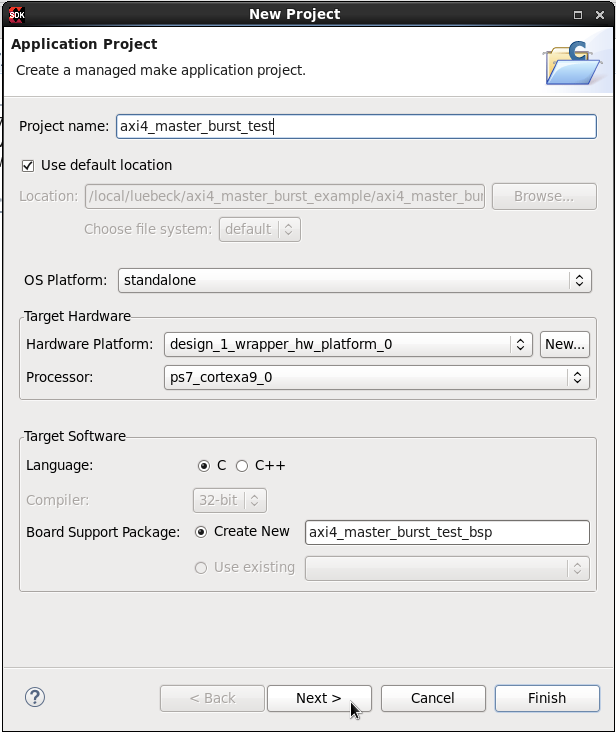 SDK New Project
Application Project
Create a managed make application project.
Project name: axi4_master_burst_test
Use default location
Location: /local/luebeck/axi4_master_burst_example/axi4_master_bur Browse...
Choose file system: default
OS Platform: standalone
Target Hardware
Hardware Platform: design_1_wrapper_hw_platform_0 New...
Processor: ps7_cortexa9_0
Target Software
Language: C C++
Compiler: 32-bit
Board Support Package: Create New axi4_master_burst_test_bsp
Use existing
? < Back Next > Cancel Finish